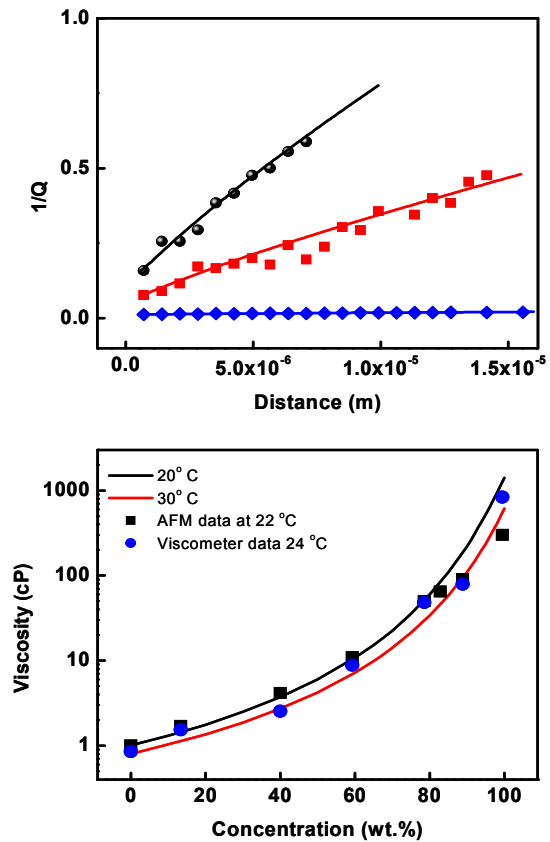 1.0
0.5
0.0
1/Q
0.0 5.0x10⁻⁶ 1.0x10⁻⁵ 1.5x10⁻⁵
Distance (m)
20° C
30° C
AFM data at 22 °C
Viscometer data 24 °C
1000
100
10
1
Viscosity (cP)
0 20 40 60 80 100
Concentration (wt.%)